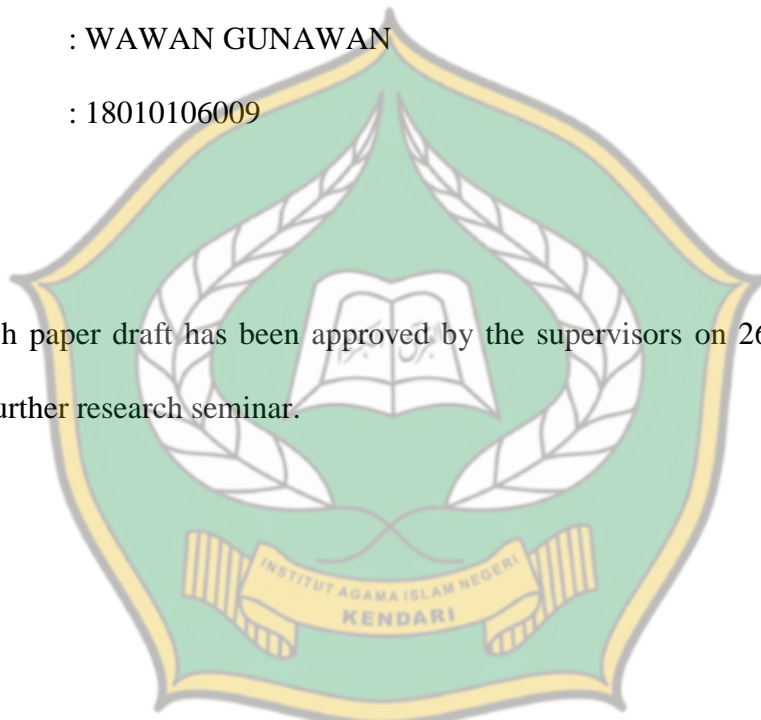 : WAWAN GUNAWAN
: 18010106009
h paper draft has been approved by the supervisors on 26
urther research seminar.
INSTITUT AGAMA ISLAM NEGERI
KENDARI